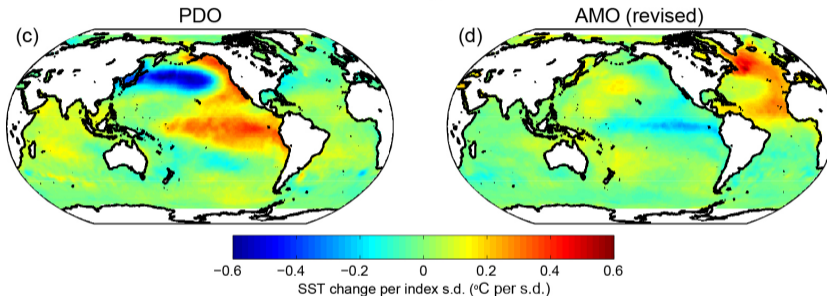 PDO
AMO (revised)
(c)
(d)
−0.6 −0.4 −0.2 0 0.2 0.4 0.6
SST change per index s.d. (°C per s.d.)